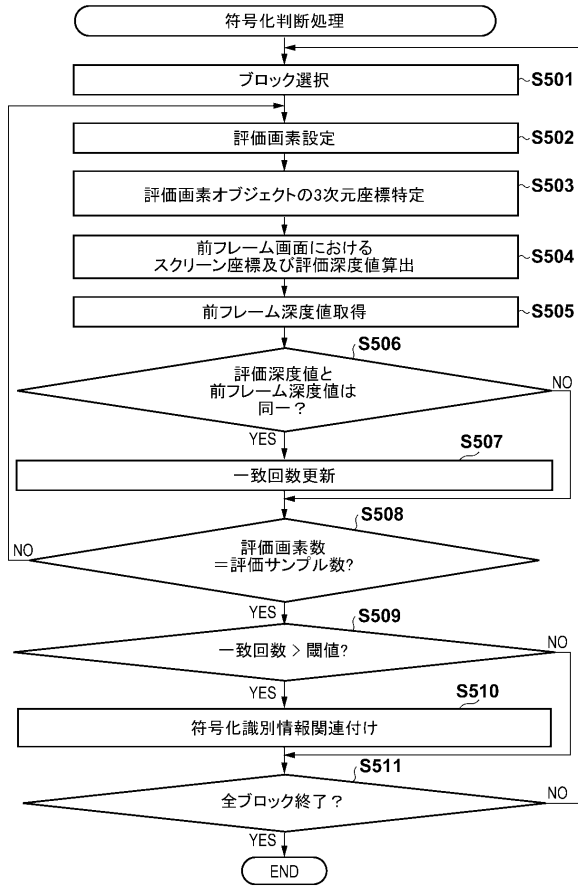 符号化判断処理
ブロック選択
S501
評価画素設定
S502
評価画素オブジェクトの3次元座標特定
S503
前フレーム画面における
スクリーン座標及び評価深度値算出
S504
前フレーム深度値取得
S505
S506
評価深度値と
前フレーム深度値は
同一?
NO
YES
S507
一致回数更新
S508
NO
評価画素数
=評価サンプル数?
YES
S509
NO
一致回数 > 閾値?
YES
S510
符号化識別情報関連付け
S511
全ブロック終了?
NO
YES
END